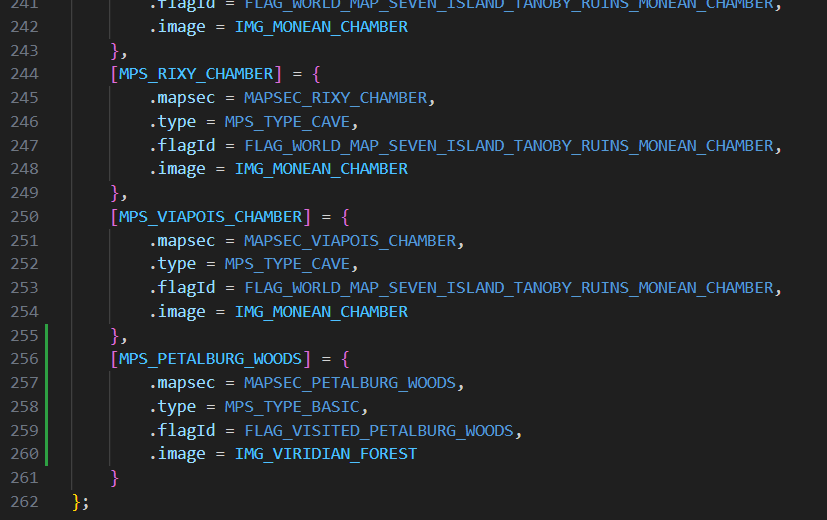 241 .flagId = FLAG_WORLD_MAP_SEVEN_ISLAND_TANOBY_RUINS_MONEAN_CHAMBER,
242 .image = IMG_MONEAN_CHAMBER
243 },
244 [MPS_RIXY_CHAMBER] = {
245 .mapsec = MAPSEC_RIXY_CHAMBER,
246 .type = MPS_TYPE_CAVE,
247 .flagId = FLAG_WORLD_MAP_SEVEN_ISLAND_TANOBY_RUINS_MONEAN_CHAMBER,
248 .image = IMG_MONEAN_CHAMBER
249 },
250 [MPS_VIAPOIS_CHAMBER] = {
251 .mapsec = MAPSEC_VIAPOIS_CHAMBER,
252 .type = MPS_TYPE_CAVE,
253 .flagId = FLAG_WORLD_MAP_SEVEN_ISLAND_TANOBY_RUINS_MONEAN_CHAMBER,
254 .image = IMG_MONEAN_CHAMBER
255 },
256 [MPS_PETALBURG_WOODS] = {
257 .mapsec = MAPSEC_PETALBURG_WOODS,
258 .type = MPS_TYPE_BASIC,
259 .flagId = FLAG_VISITED_PETALBURG_WOODS,
260 .image = IMG_VIRIDIAN_FOREST
261 }
262 };